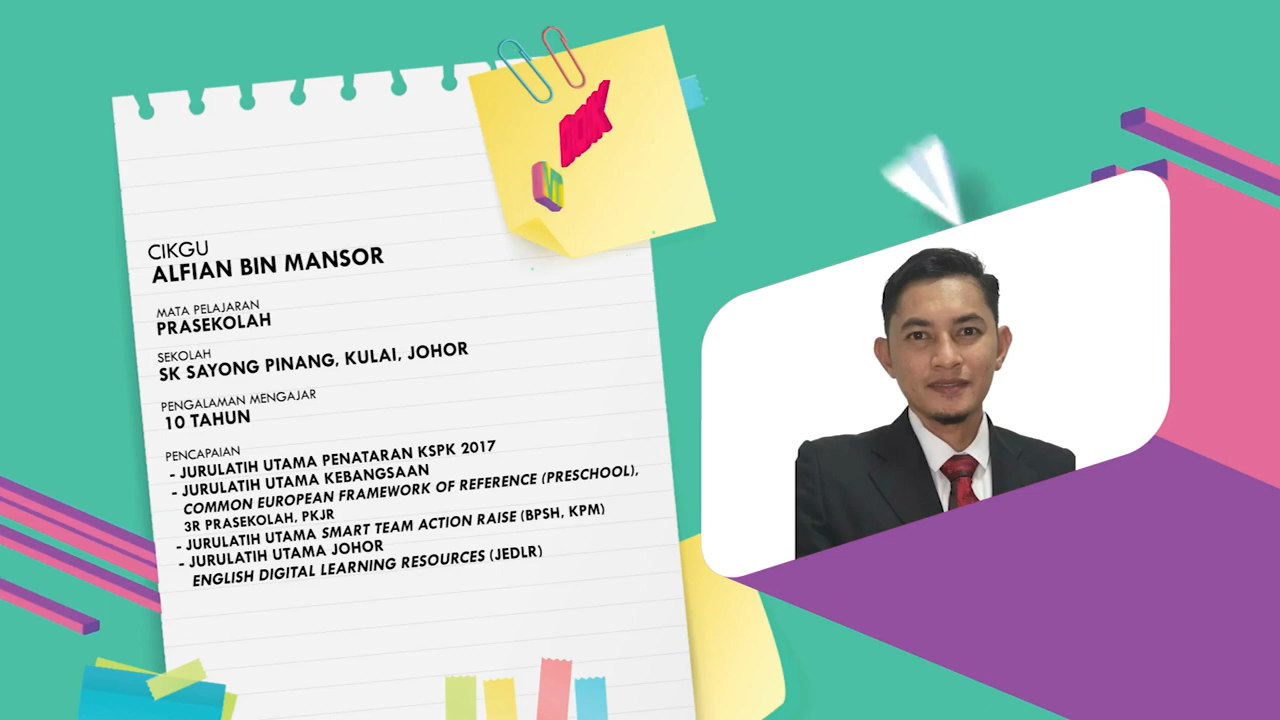 CIKGU
ALFIAN BIN MANSOR
MATA PELAJARAN
PRASEKOLAH
SEKOLAH
SK SAYONG PINANG, KULAI, JOHOR
PENGALAMAN MENGAJAR
10 TAHUN
PENCAPAIAN
- JURULATIH UTAMA PENATARAN KSPK 2017
- JURULATIH UTAMA KEBANGSAAN
COMMON EUROPEAN FRAMEWORK OF REFERENCE (PRESCHOOL),
3R PRASEKOLAH, PKJR
- JURULATIH UTAMA SMART TEAM ACTION RAISE (BPSH, KPM)
- JURULATIH UTAMA JOHOR
ENGLISH DIGITAL LEARNING RESOURCES (JEDLR)